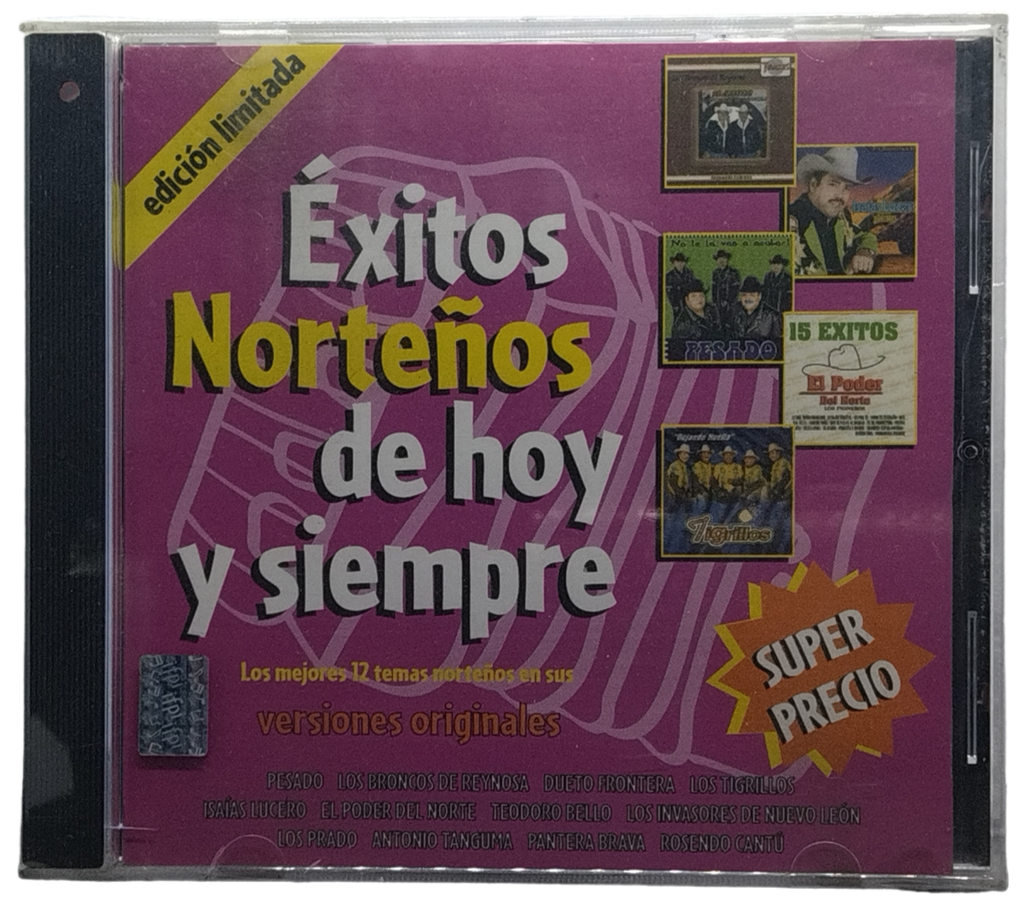 edición limitada
Éxitos
Norteños
de hoy
y siempre
Los mejores 12 temas norteños en sus
versiones originales
PESADO LOS BRONCOS DE REYNOSA DUETO FRONTERA LOS TIGRILLOS
ISAÍAS LUCERO EL PODER DEL NORTE TEODORO BELLO LOS INVASORES DE NUEVO LEÓN
LOS PRADO ANTONIO TANGUMA PANTERA BRAVA ROSENDO CANTÚ
No te la vas a acabar!
PESADO
15 EXITOS
El Poder
Del Norte
"Dejando Huella"
Tigrillos
SUPER
PRECIO